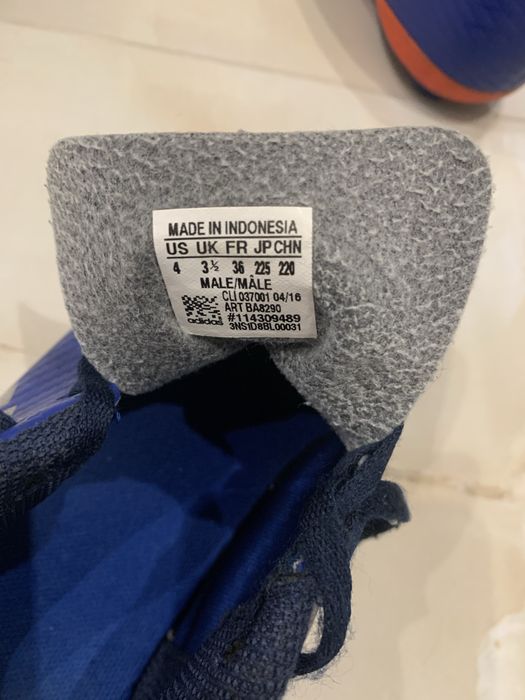 MADE IN INDONESIA
US UK FR JP CHN
4 3½ 36 225 220
MALE/MÂLE
CLI 037001 04/16
ART BA8290
adidas #114309489
3NS1D8BL00031